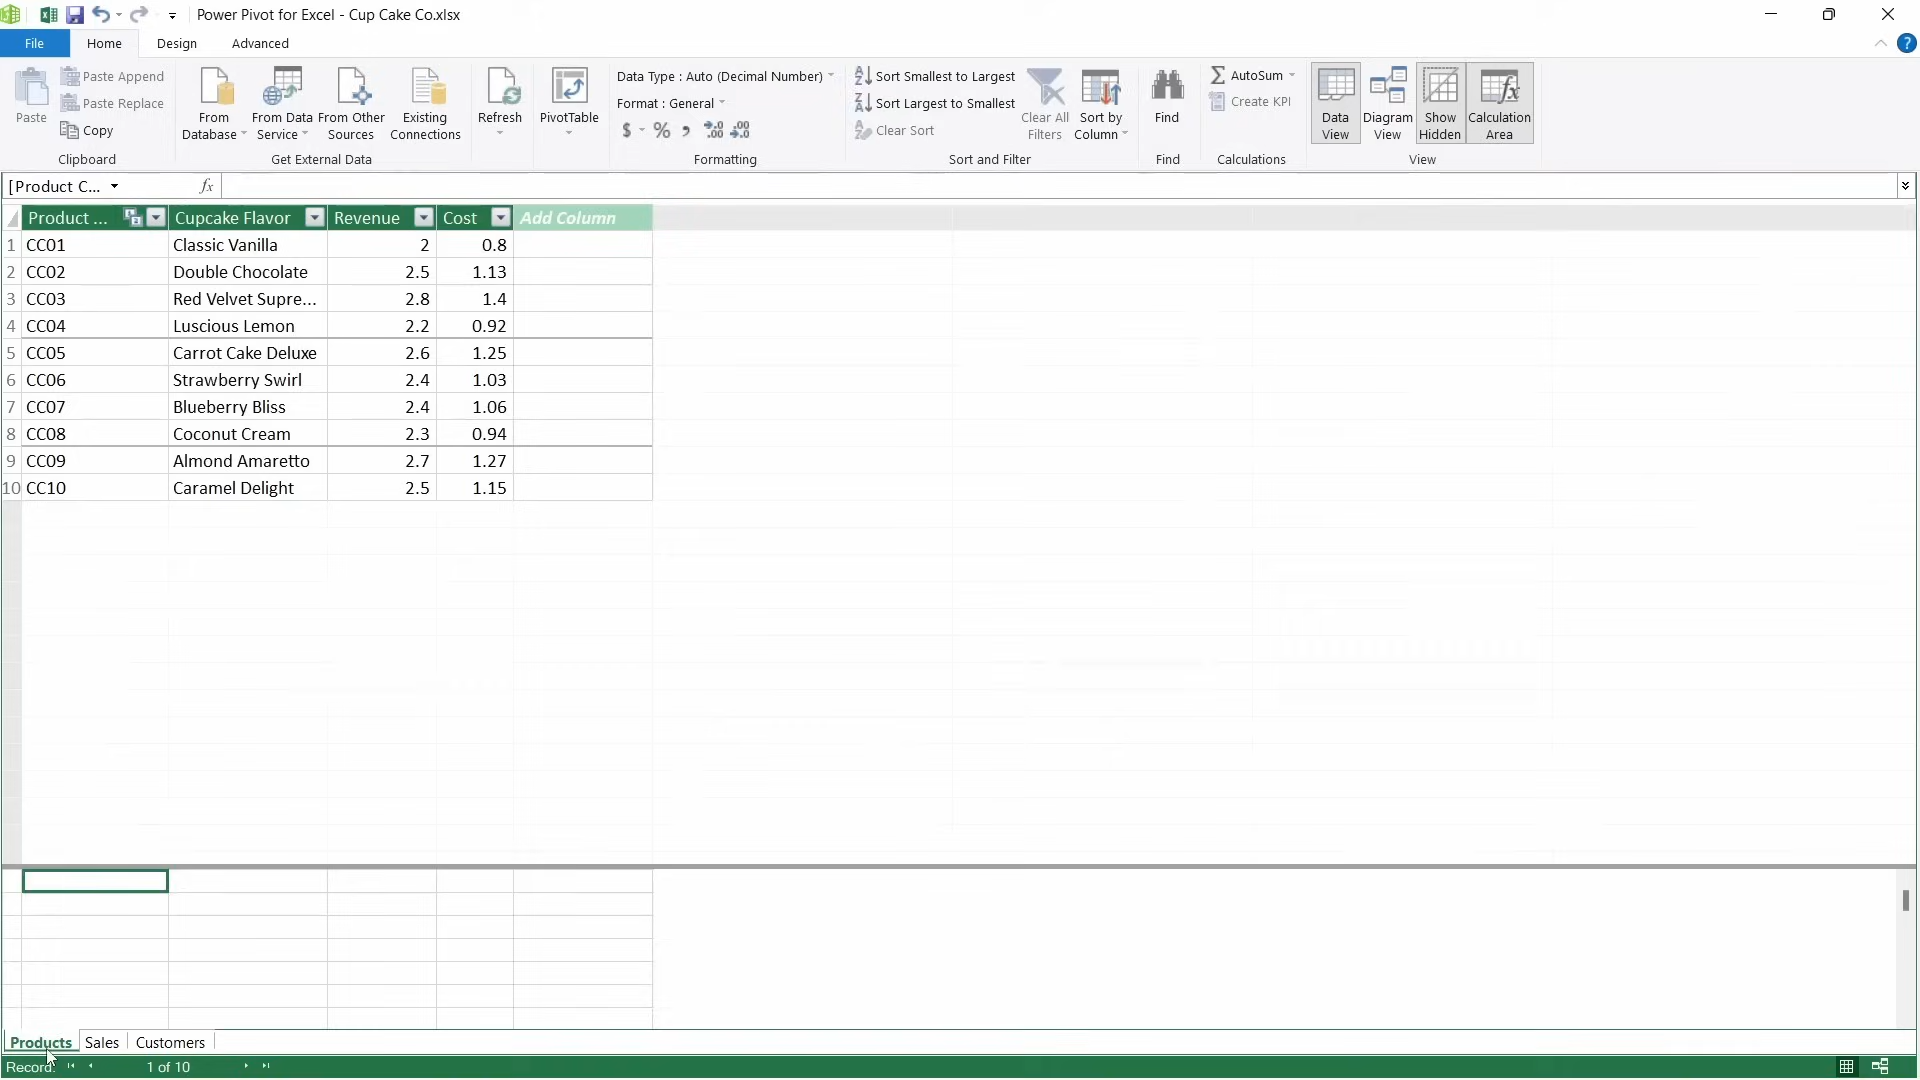 Power Pivot for Excel - Cup Cake Co.xlsx
File Home Design Advanced
Paste
Paste Append
Paste Replace
Copy
Clipboard
From Database
From Data Service
From Other Sources
Existing Connections
Get External Data
Refresh
PivotTable
Data Type : Auto (Decimal Number)
Format : General
$ % ,
.00 .00
Formatting
Sort Smallest to Largest
Sort Largest to Smallest
Clear Sort
Clear All Filters
Sort by Column
Sort and Filter
Find
Find
AutoSum
Create KPI
Calculations
Data View
Diagram View
Show Hidden
Calculation Area
View
[Product C... fx
Product ... Cupcake Flavor Revenue Cost Add Column
1 CC01 Classic Vanilla 2 0.8
2 CC02 Double Chocolate 2.5 1.13
3 CC03 Red Velvet Supre... 2.8 1.4
4 CC04 Luscious Lemon 2.2 0.92
5 CC05 Carrot Cake Deluxe 2.6 1.25
6 CC06 Strawberry Swirl 2.4 1.03
7 CC07 Blueberry Bliss 2.4 1.06
8 CC08 Coconut Cream 2.3 0.94
9 CC09 Almond Amaretto 2.7 1.27
10 CC10 Caramel Delight 2.5 1.15
Products Sales Customers
Record: 1 of 10